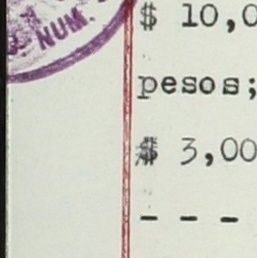 NUM.
$ 10,0
pesos;
$ 3,00
- - -